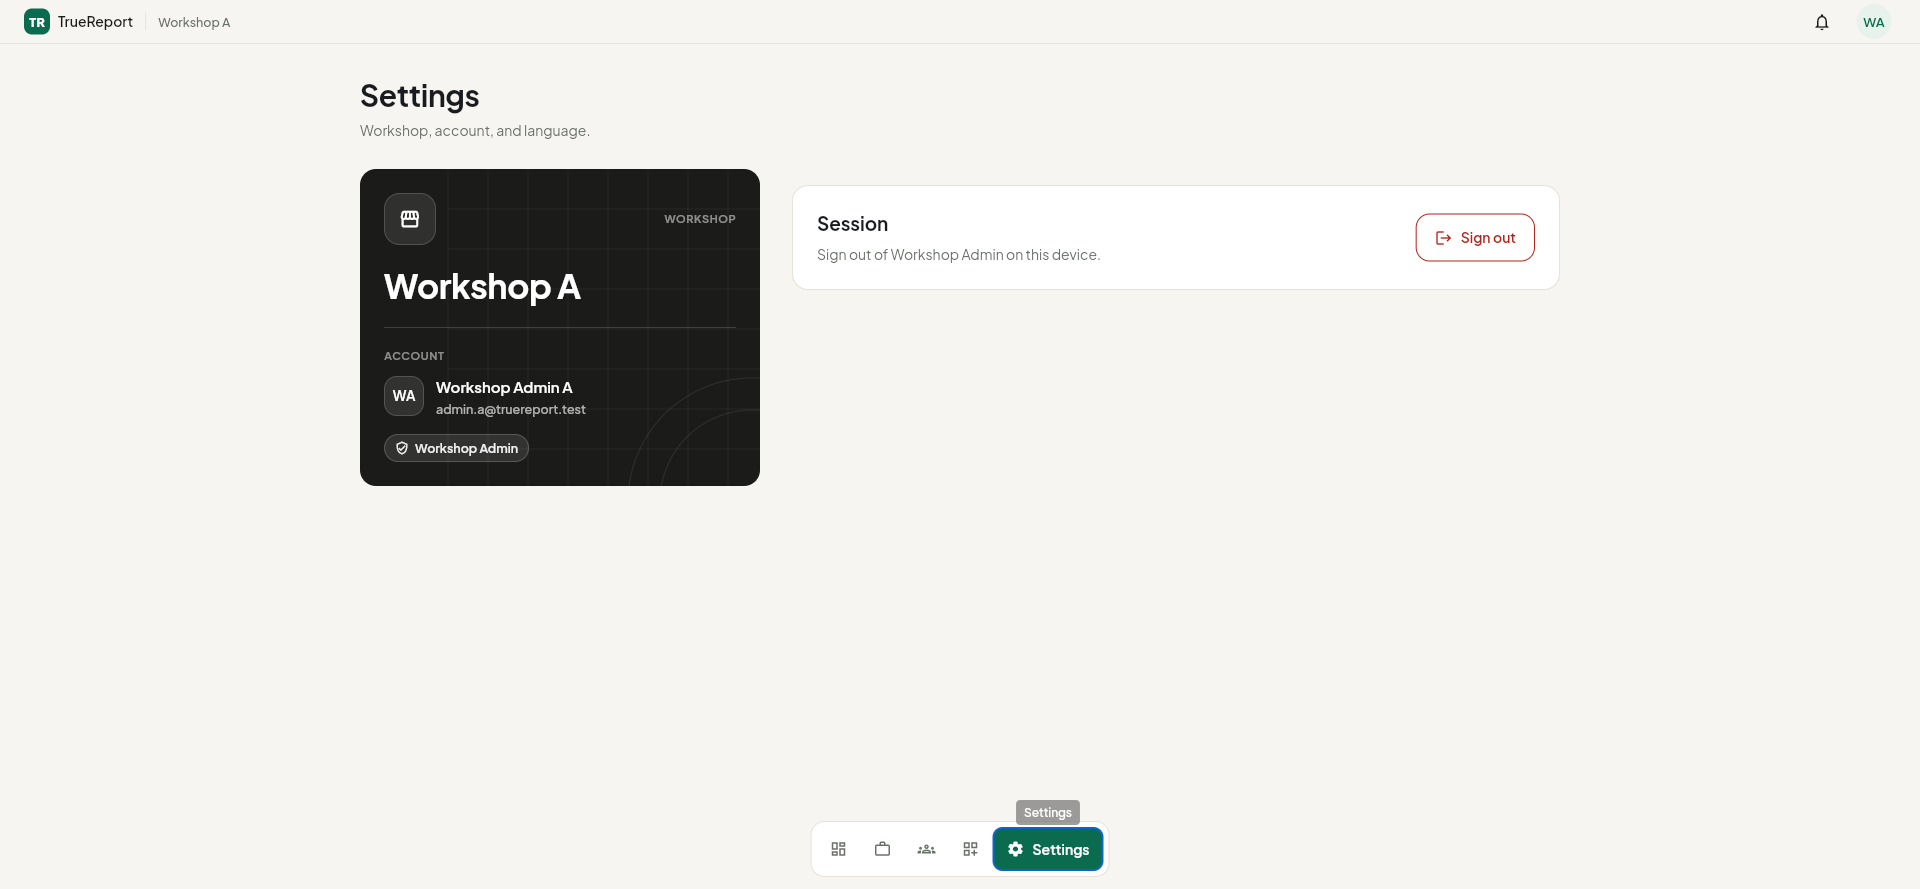 TR TrueReport Workshop A WA
Settings
Workshop, account, and language.
WORKSHOP
Workshop A
ACCOUNT
WA Workshop Admin A
admin.a@truereport.test
Workshop Admin
Session
Sign out of Workshop Admin on this device.
Sign out
Settings
Settings